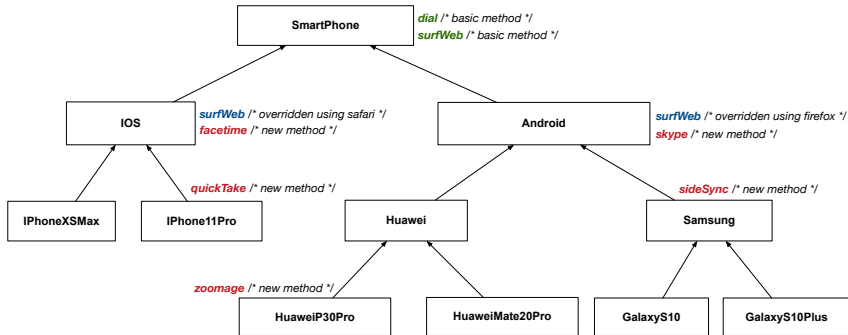 SmartPhone
dial /* basic method */
surfWeb /* basic method */
IOS
surfWeb /* overridden using safari */
facetime /* new method */
Android
surfWeb /* overridden using firefox */
skype /* new method */
quickTake /* new method */
sideSync /* new method */
IPhoneXSMax
IPhone11Pro
Huawei
Samsung
zoomage /* new method */
HuaweiP30Pro
HuaweiMate20Pro
GalaxyS10
GalaxyS10Plus